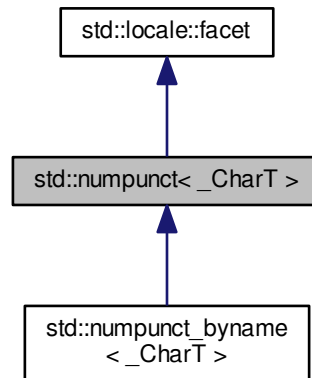 std::locale::facet
std::numpunct< _CharT >
std::numpunct_byname
< _CharT >